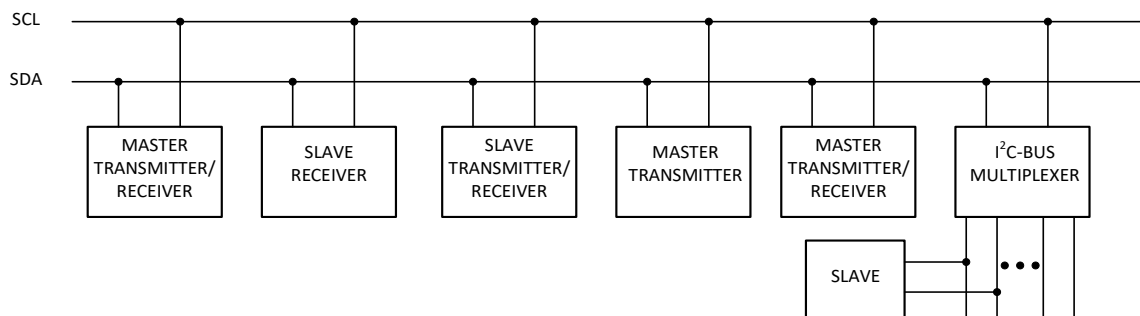 SCL
SDA
MASTER
TRANSMITTER/
RECEIVER
SLAVE
RECEIVER
SLAVE
TRANSMITTER/
RECEIVER
MASTER
TRANSMITTER
MASTER
TRANSMITTER/
RECEIVER
I²C-BUS
MULTIPLEXER
SLAVE